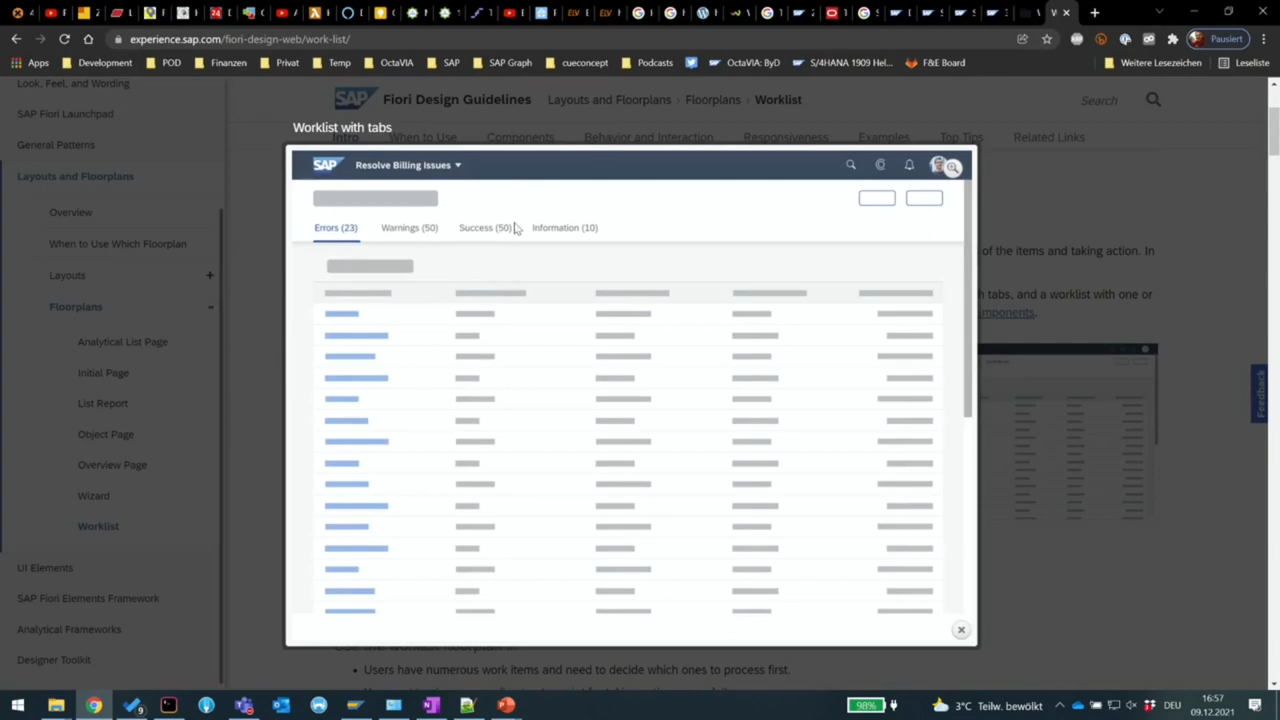 Pausiert
experience.sap.com/fiori-design-web/worklist/
Apps
Development
POD
Finanzen
Privat
Temp
OctaVIA
SAP
SAP Graph
cueconcept
Podcasts
OctaVIA: ByD
S/4HANA 1909 Hel...
F&E Board
Weitere Lesezeichen
Leseliste
Look, Feel, and Wording
SAP Fiori Launchpad
General Patterns
Layouts and Floorplans
Overview
When to Use Which Floorplan
Layouts
Floorplans
Analytical List Page
Initial Page
List Report
Object Page
Overview Page
Wizard
Worklist
UI Elements
SAP Fiori Elements Framework
Analytical Frameworks
Designer Toolkit
SAP Fiori Design Guidelines
Layouts and Floorplans > Floorplans > Worklist
Search
Intro
When to Use
Components
Behavior and Interaction
Responsiveness
Examples
Top Tips
Related Links
Worklist with tabs
SAP Resolve Billing Issues
Errors (23)
Warnings (50)
Success (50)
Information (10)
of the items and taking action. In
tabs, and a worklist with one or
mponents.
Feedback
Users have numerous work items and need to decide which ones to process first.
98%
3°C Teilw. bewölkt
DEU
16:57
09.12.2021